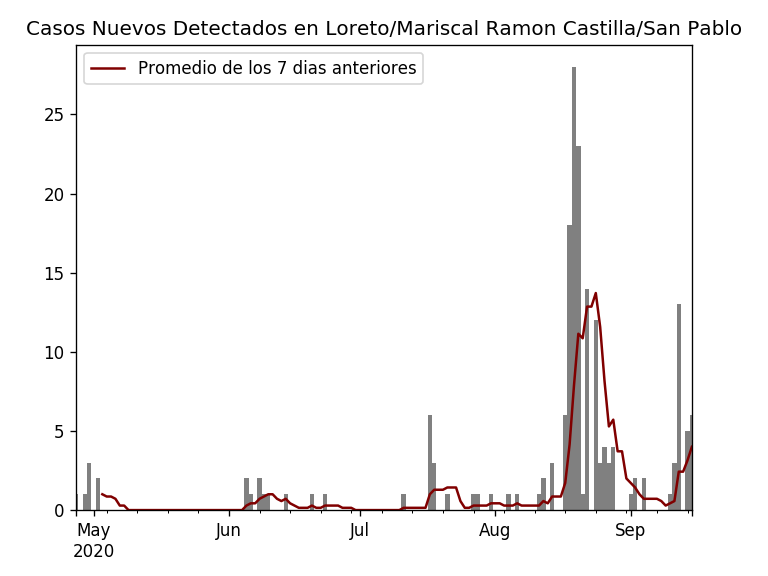 Casos Nuevos Detectados en Loreto/Mariscal Ramon Castilla/San Pablo
Promedio de los 7 dias anteriores
25
20
15
10
5
0
May Jun Jul Aug Sep
2020